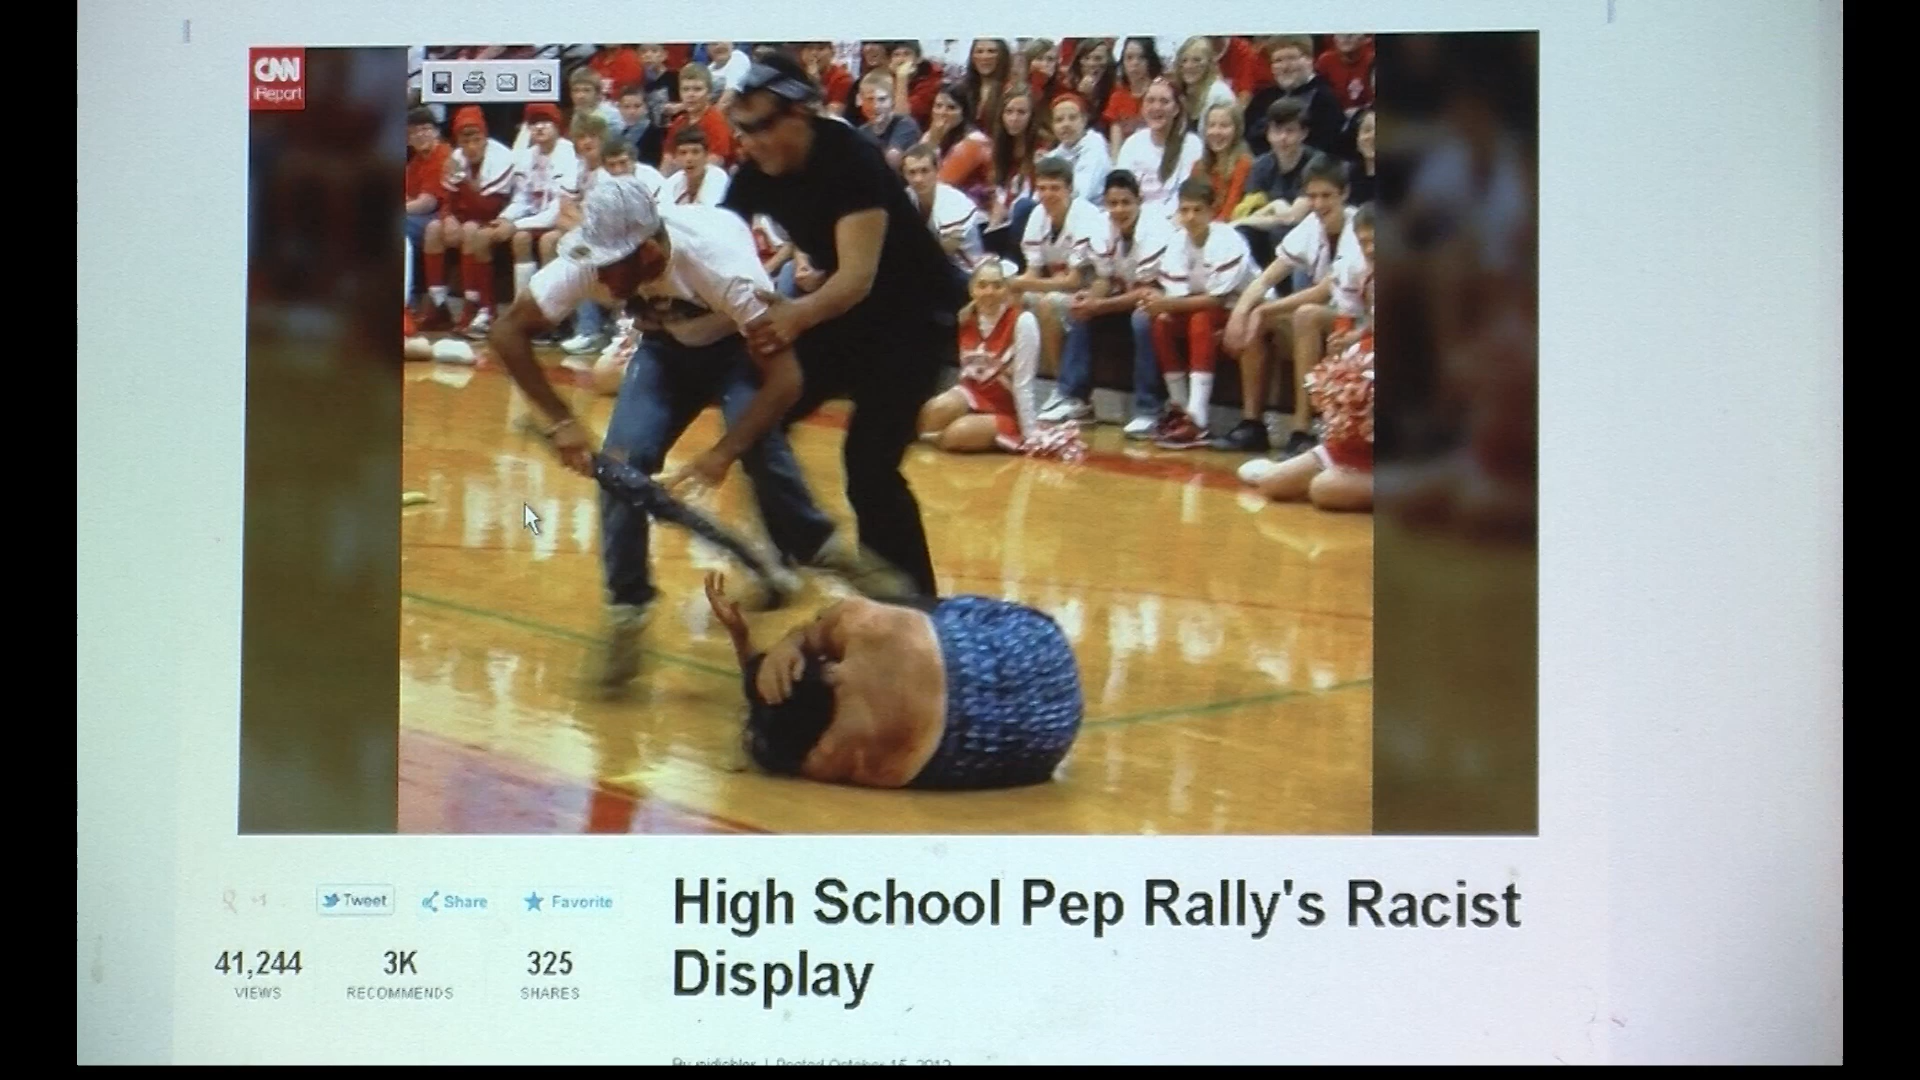 CNN
iReport
Tweet
Share
Favorite
41,244
VIEWS
3K
RECOMMENDS
325
SHARES
High School Pep Rally's Racist
Display